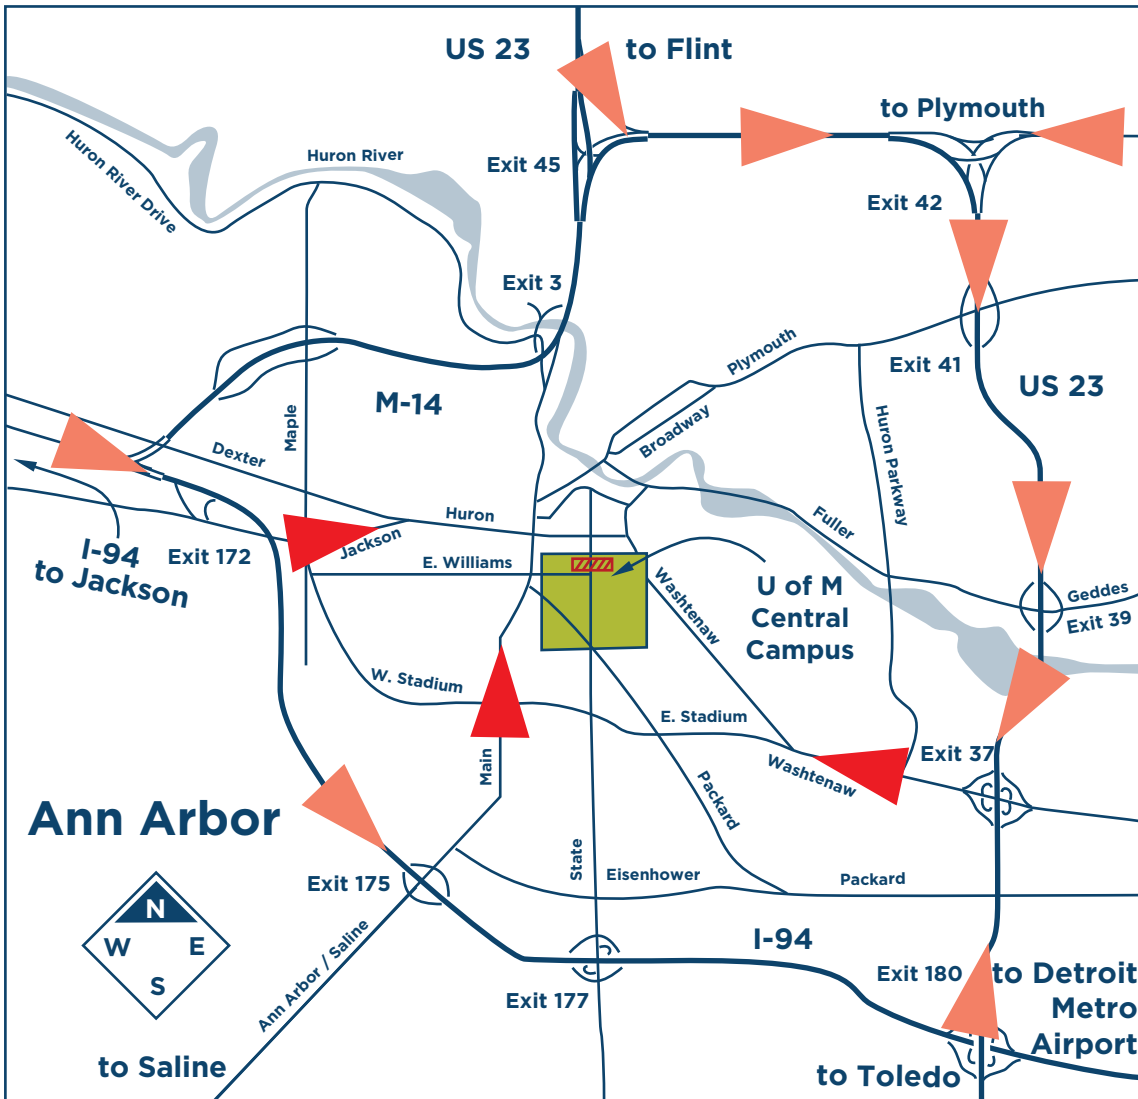 US 23
to Flint
to Plymouth
Huron River
Exit 45
Huron River Drive
Exit 42
Exit 3
Plymouth
Exit 41
US 23
M-14
Maple
Broadway
Huron Parkway
Dexter
Huron
Fuller
Jackson
I-94
to Jackson
Exit 172
E. Williams
Washtenaw
U of M
Central
Campus
Geddes
Exit 39
W. Stadium
E. Stadium
Exit 37
Main
Washtenaw
Packard
Ann Arbor
State
Exit 175
Eisenhower
Packard
N
W
E
S
I-94
Ann Arbor / Saline
Exit 177
Exit 180
to Detroit
Metro
Airport
to Saline
to Toledo